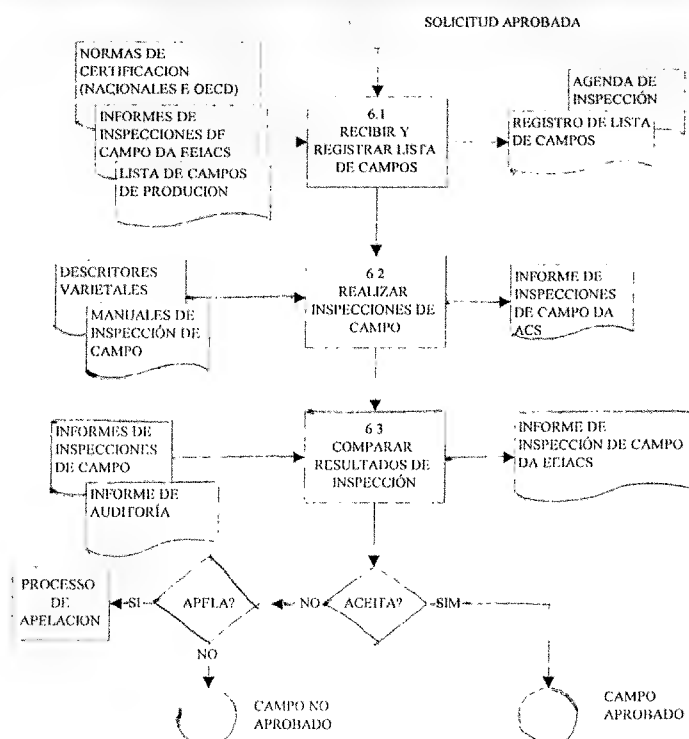 SOLICITUD APROBADA
NORMAS DE
CERTIFICACION
(NACIONALES E OECD)
INFORMES DE
INSPECCIONES DE
CAMPO DA EEIACS
LISTA DE CAMPOS
DE PRODUCION
6.1
RECIBIR Y
REGISTRAR LISTA
DE CAMPOS
AGENDA DE
INSPECCIÓN
REGISTRO DE LISTA
DE CAMPOS
DESCRITORES
VARIETALES
MANUALES DE
INSPECCIÓN DE
CAMPO
6.2
REALIZAR
INSPECCIONES DE
CAMPO
INFORME DE
INSPECCIONES
DE CAMPO DA
ACS
INFORMES DE
INSPECCIONES
DE CAMPO
INFORME DE
AUDITORÍA
6.3
COMPARAR
RESULTADOS DE
INSPECCIÓN
INFORME DE
INSPECCIÓN DE CAMPO
DA EEIACS
PROCESSO
DE
APELACION
SI
APELA?
NO
ACEITA?
SIM
NO
CAMPO NO
APROBADO
CAMPO
APROBADO